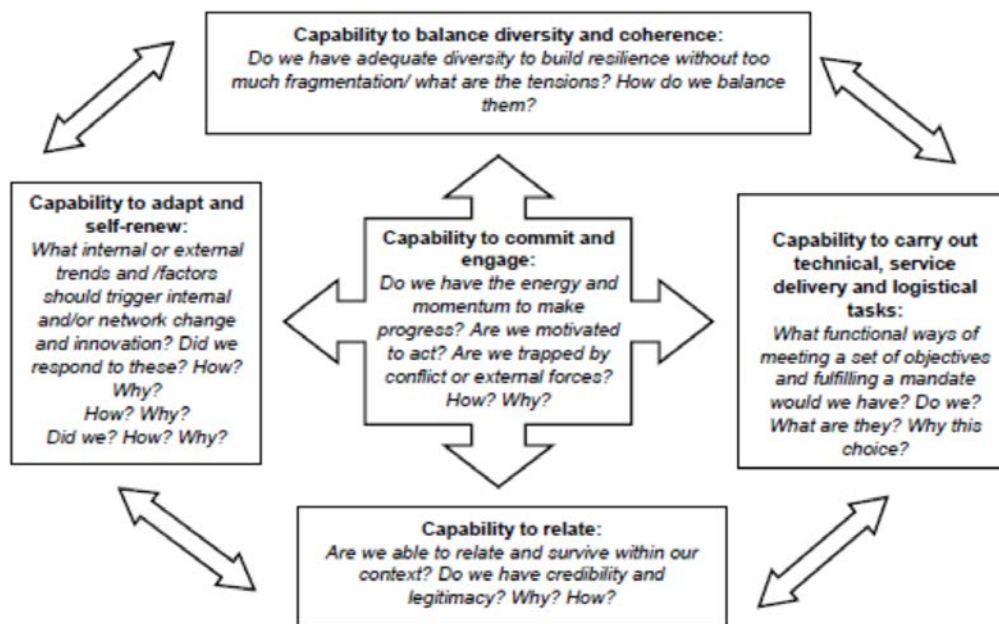 Capability to balance diversity and coherence:
Do we have adequate diversity to build resilience without too
much fragmentation/ what are the tensions? How do we balance
them?
Capability to adapt and
self-renew:
What internal or external
trends and /factors
should trigger internal
and/or network change
and innovation? Did we
respond to these? How?
Why?
How? Why?
Did we? How? Why?
Capability to commit and
engage:
Do we have the energy and
momentum to make
progress? Are we motivated
to act? Are we trapped by
conflict or external forces?
How? Why?
Capability to carry out
technical, service
delivery and logistical
tasks:
What functional ways of
meeting a set of objectives
and fulfilling a mandate
would we have? Do we?
What are they? Why this
choice?
Capability to relate:
Are we able to relate and survive within our
context? Do we have credibility and
legitimacy? Why? How?